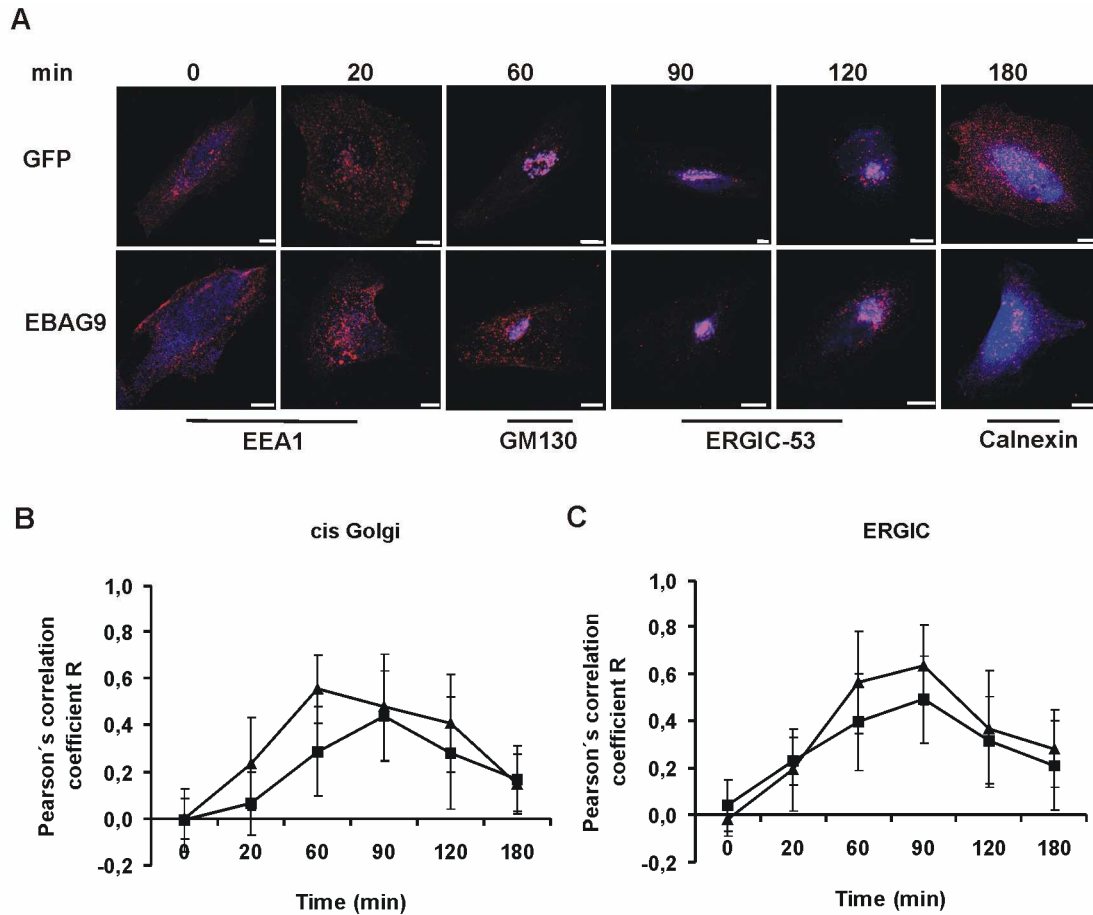 A
min 0 20 60 90 120 180
GFP
EBAG9
EEA1 GM130 ERGIC-53 Calnexin
B
cis Golgi
Pearson´s correlation
coefficient R
1,0
0,8
0,6
0,4
0,2
0,0
-0,2
0 20 60 90 120 180
Time (min)
C
ERGIC
Pearson´s correlation
coefficient R
1,0
0,8
0,6
0,4
0,2
0,0
-0,2
0 20 60 90 120 180
Time (min)